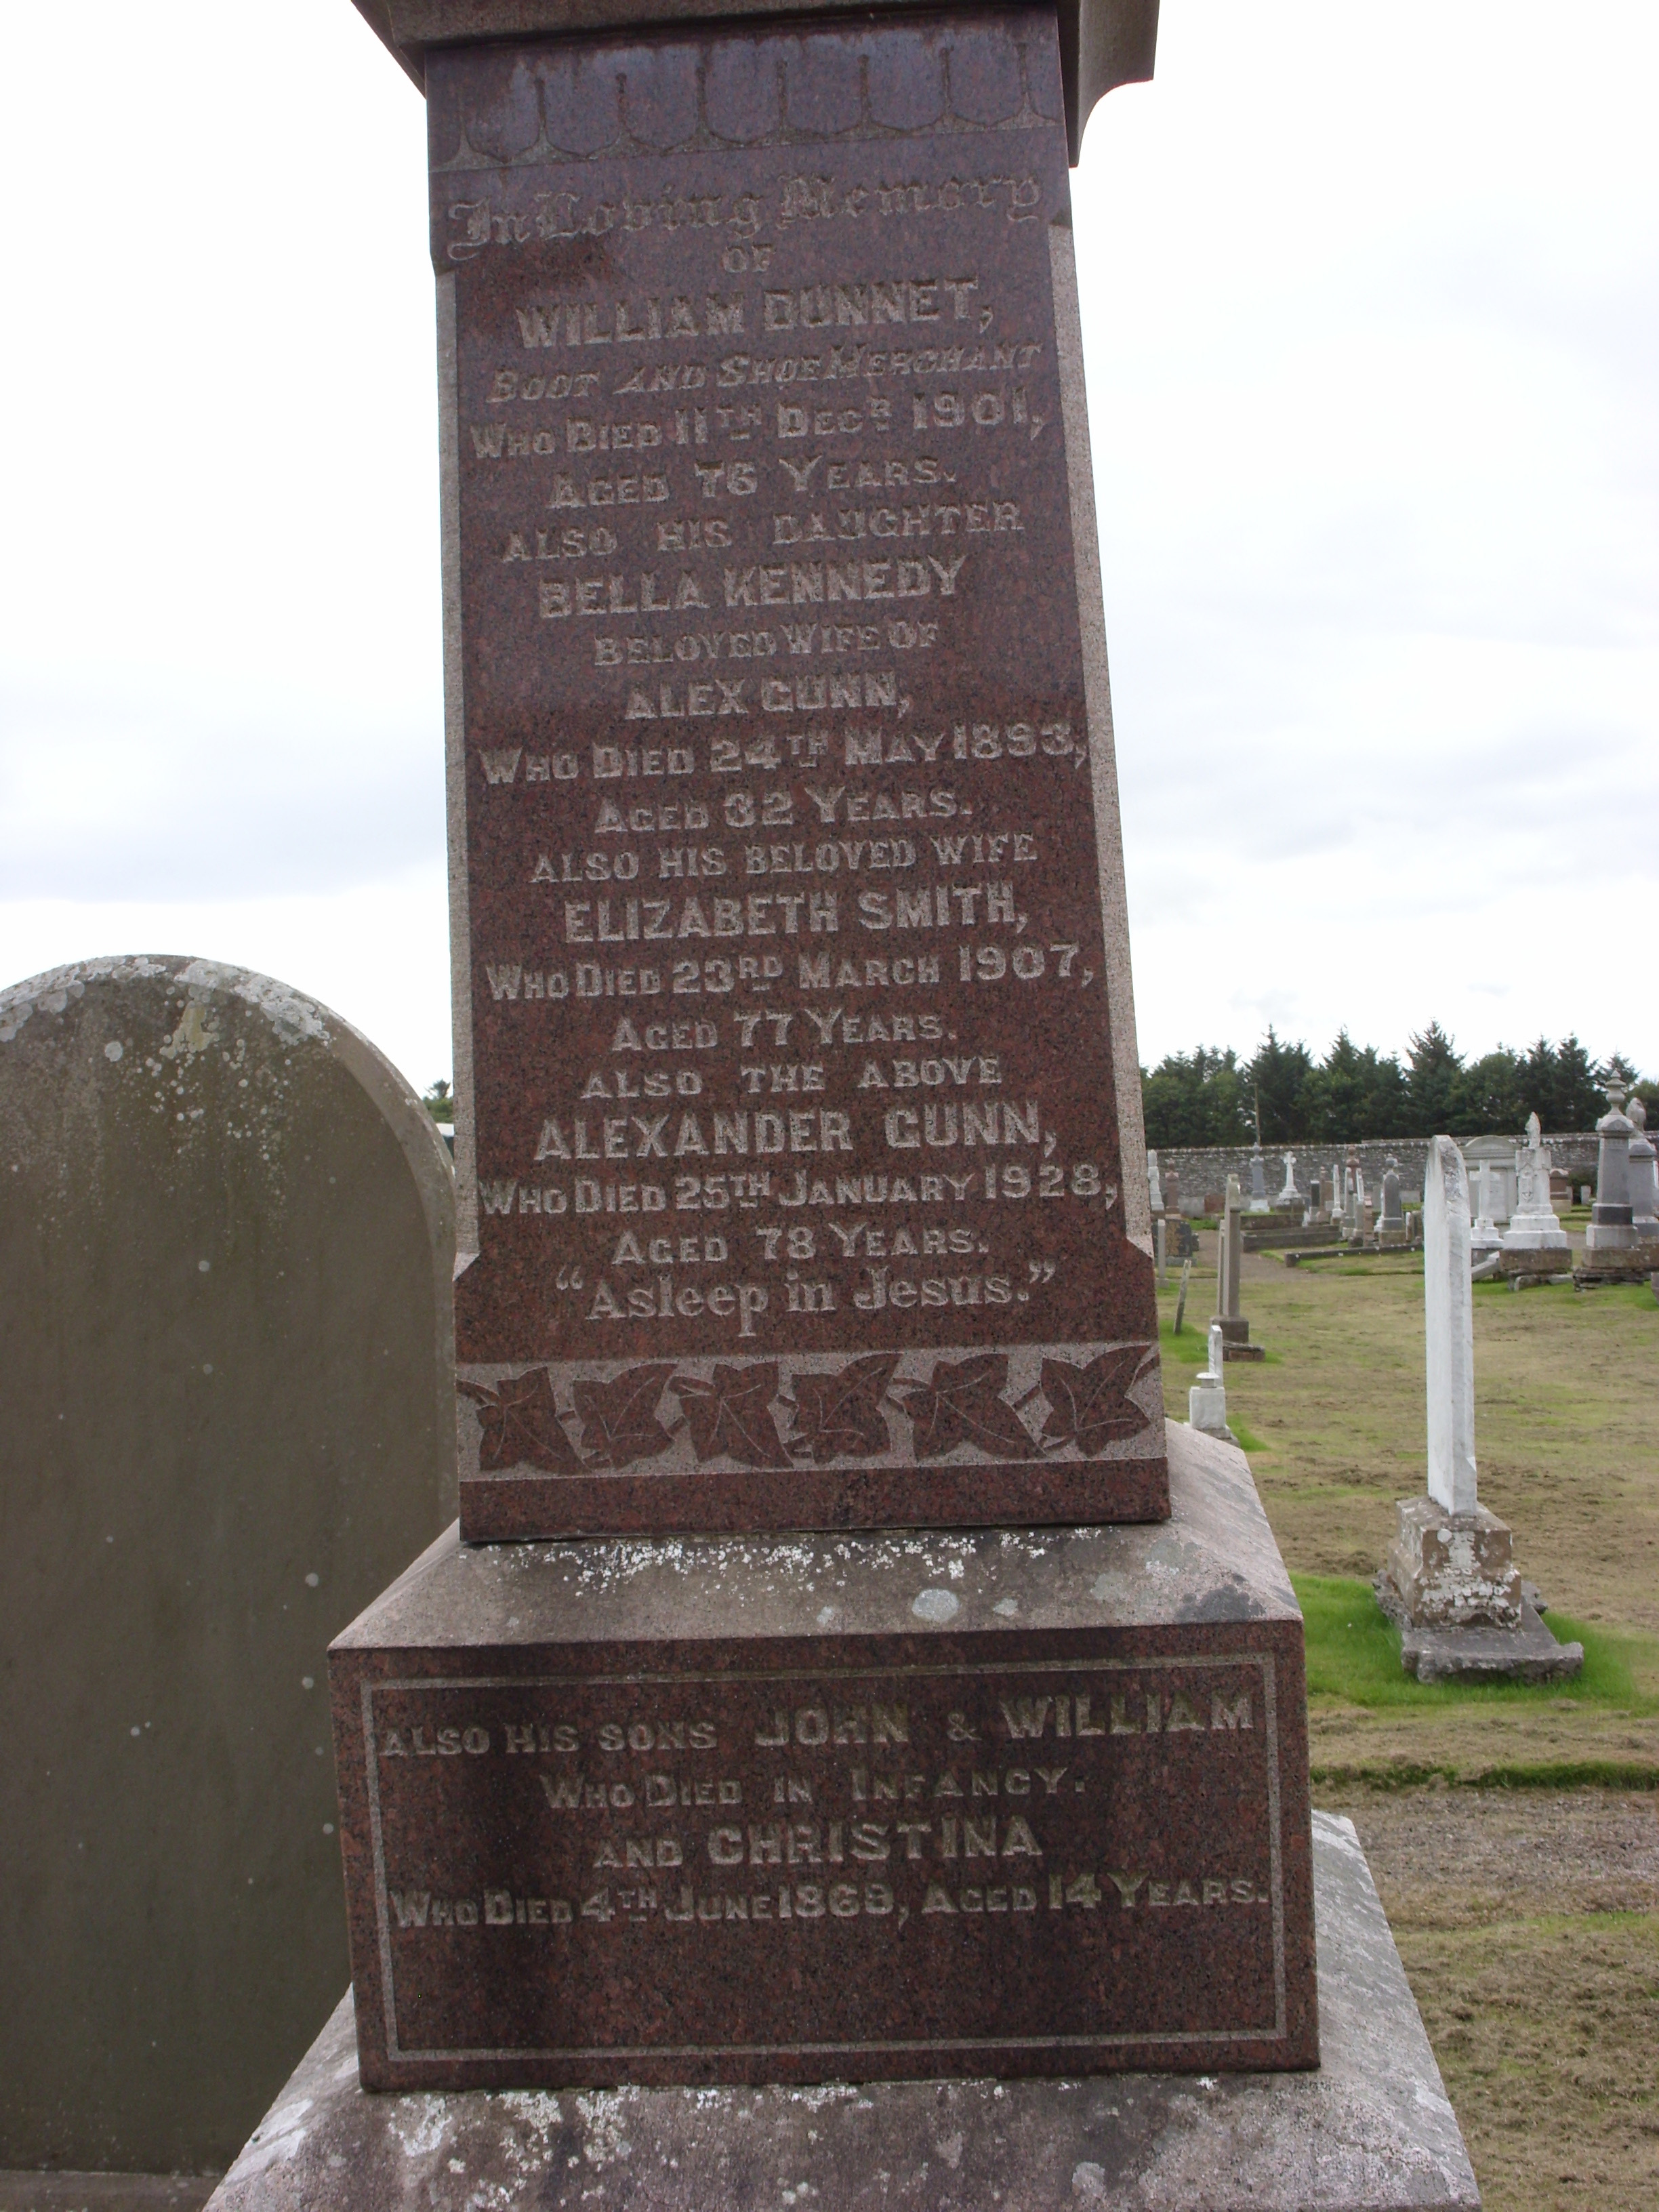 In Loving Memory
OF
WILLIAM DUNNET,
BOOT AND SHOE MERCHANT
WHO DIED 11TH DECR 1901,
AGED 76 YEARS.
ALSO HIS DAUGHTER
BELLA KENNEDY
BELOVED WIFE OF
ALEX GUNN,
WHO DIED 24TH MAY 1893,
AGED 32 YEARS.
ALSO HIS BELOVED WIFE
ELIZABETH SMITH,
WHO DIED 23RD MARCH 1907,
AGED 77 YEARS.
ALSO THE ABOVE
ALEXANDER GUNN,
WHO DIED 25TH JANUARY 1928,
AGED 78 YEARS.
"Asleep in Jesus."
ALSO HIS SONS JOHN & WILLIAM
WHO DIED IN INFANCY.
AND CHRISTINA
WHO DIED 4TH JUNE 1868, AGED 14 YEARS.